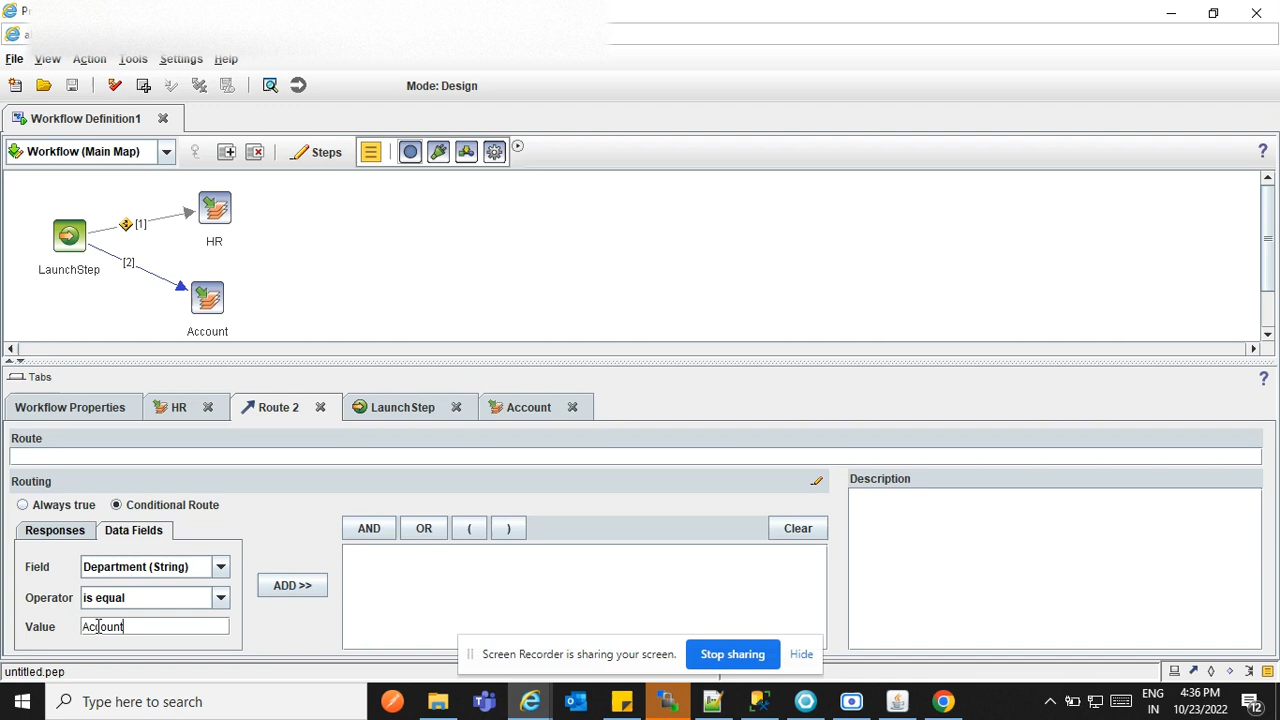 P
a
File View Action Tools Settings Help
Mode: Design
Workflow Definition1
Workflow (Main Map) Steps ?
[1]
HR
LaunchStep
[2]
Account
Tabs ?
Workflow Properties HR Route 2 LaunchStep Account
Route
Routing Description
Always true Conditional Route
Responses Data Fields AND OR ( ) Clear
Field Department (String)
ADD >>
Operator is equal
Value Account
Screen Recorder is sharing your screen. Stop sharing Hide
untitled.pep
Type here to search
ENG 4:36 PM
IN 10/23/2022 12